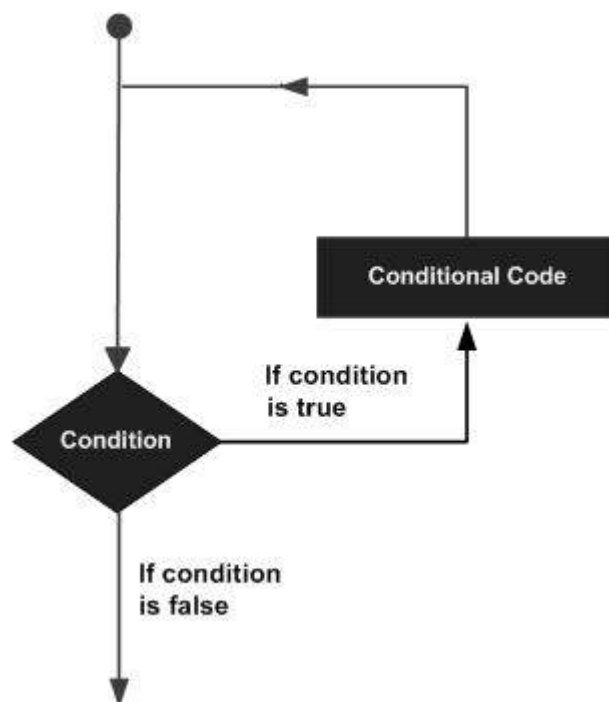 Conditional Code
If condition
is true
Condition
If condition
is false